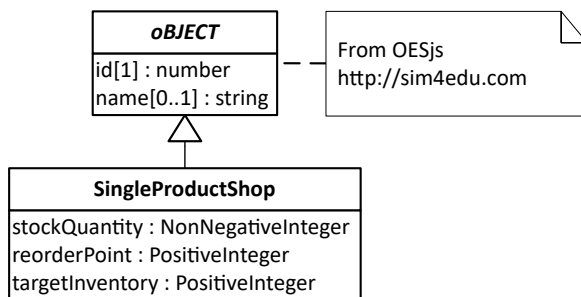 oBJECT
id[1] : number
name[0..1] : string
From OESjs
http://sim4edu.com
SingleProductShop
stockQuantity : NonNegativeInteger
reorderPoint : PositiveInteger
targetInventory : PositiveInteger